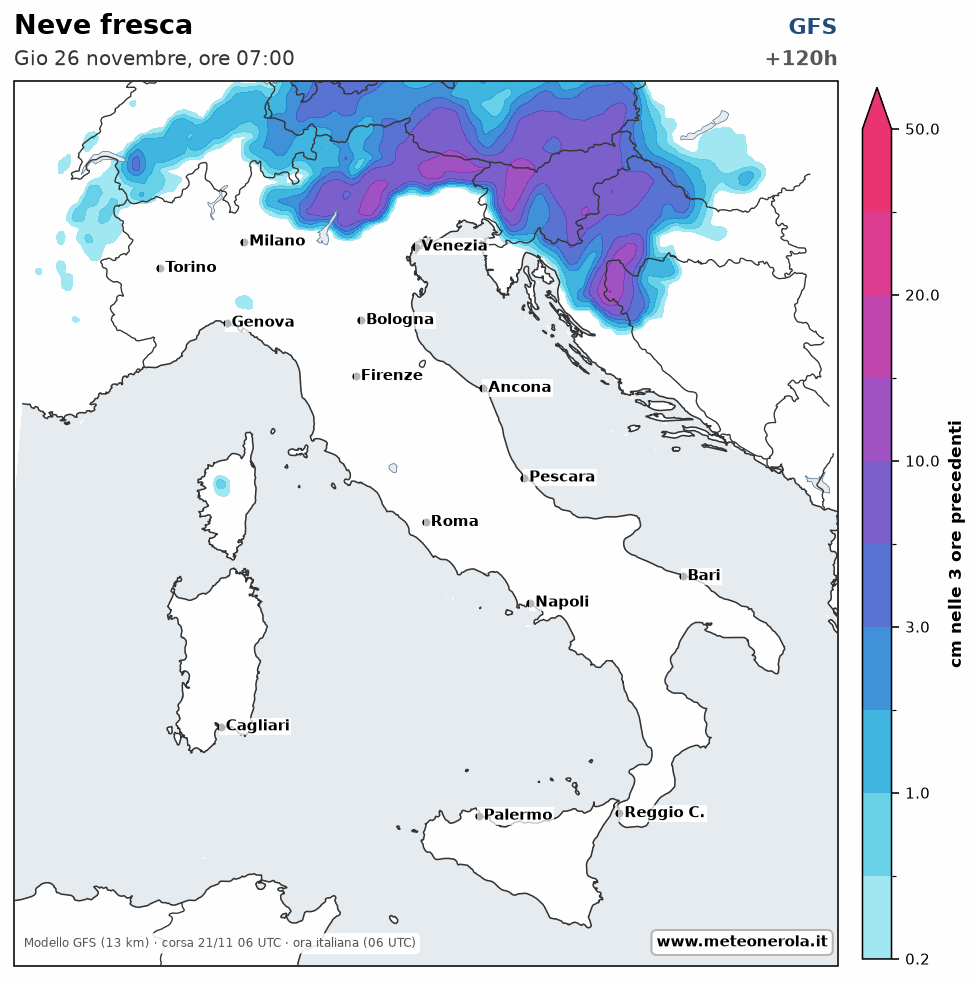 Neve fresca
GFS
Gio 26 novembre, ore 07:00
+120h
50.0
Milano
Venezia
Torino
20.0
Genova
Bologna
Firenze
Ancona
10.0
Pescara
Roma
cm nelle 3 ore precedenti
Bari
Napoli
3.0
Cagliari
1.0
Palermo
Reggio C.
Modello GFS (13 km) · corsa 21/11 06 UTC · ora italiana (06 UTC)
www.meteonerola.it
0.2